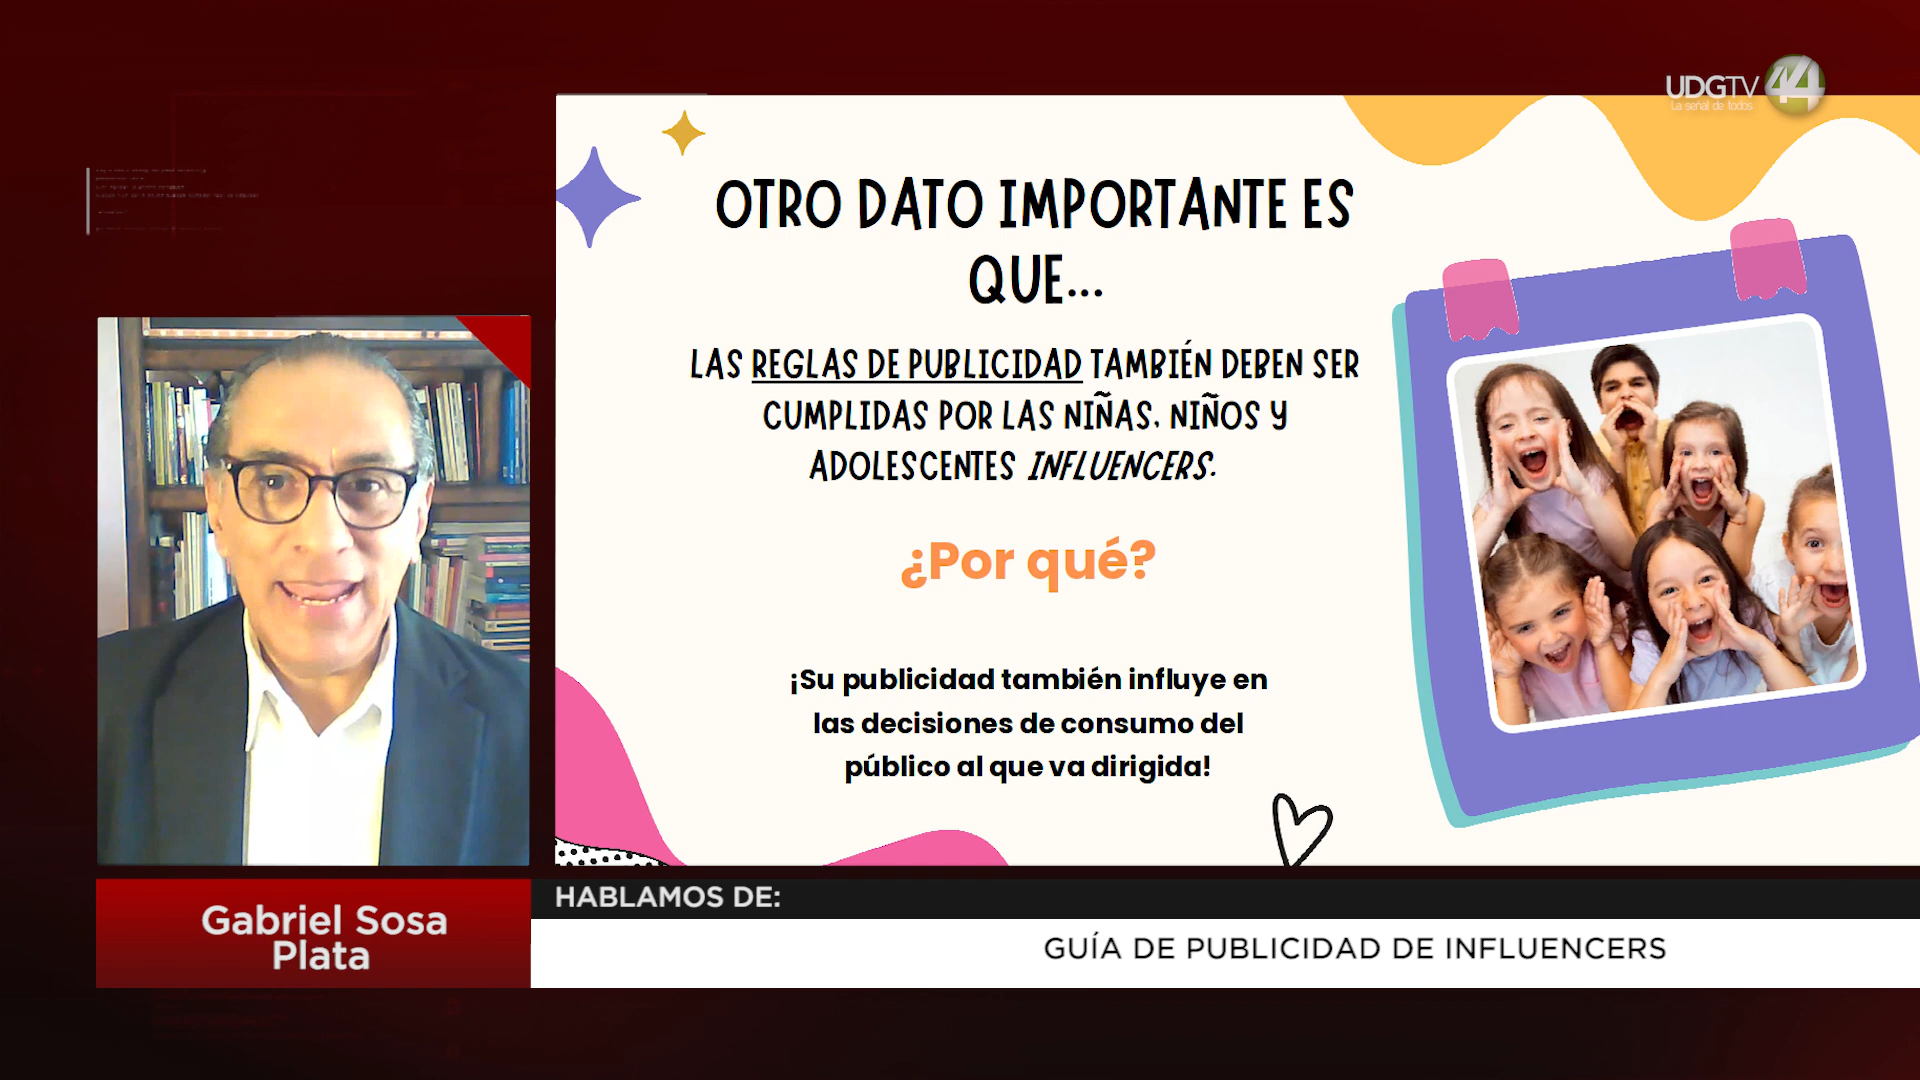 UDGTV 44
La señal de todos
OTRO DATO IMPORTANTE ES
QUE...
LAS REGLAS DE PUBLICIDAD TAMBIÉN DEBEN SER
CUMPLIDAS POR LAS NIÑAS, NIÑOS Y
ADOLESCENTES INFLUENCERS.
¿Por qué?
¡Su publicidad también influye en
las decisiones de consumo del
público al que va dirigida!
Gabriel Sosa
Plata
HABLAMOS DE:
GUÍA DE PUBLICIDAD DE INFLUENCERS